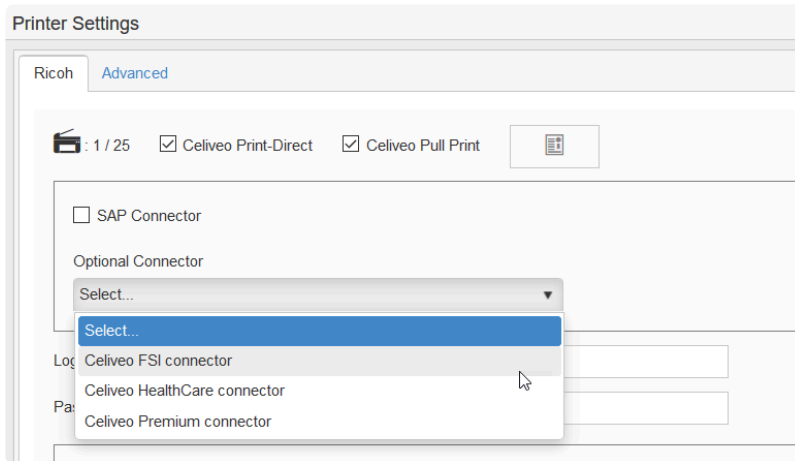 Printer Settings
Ricoh Advanced
: 1 / 25 Celiveo Print-Direct Celiveo Pull Print
SAP Connector
Optional Connector
Select...
Select...
Celiveo FSI connector
Celiveo HealthCare connector
Celiveo Premium connector